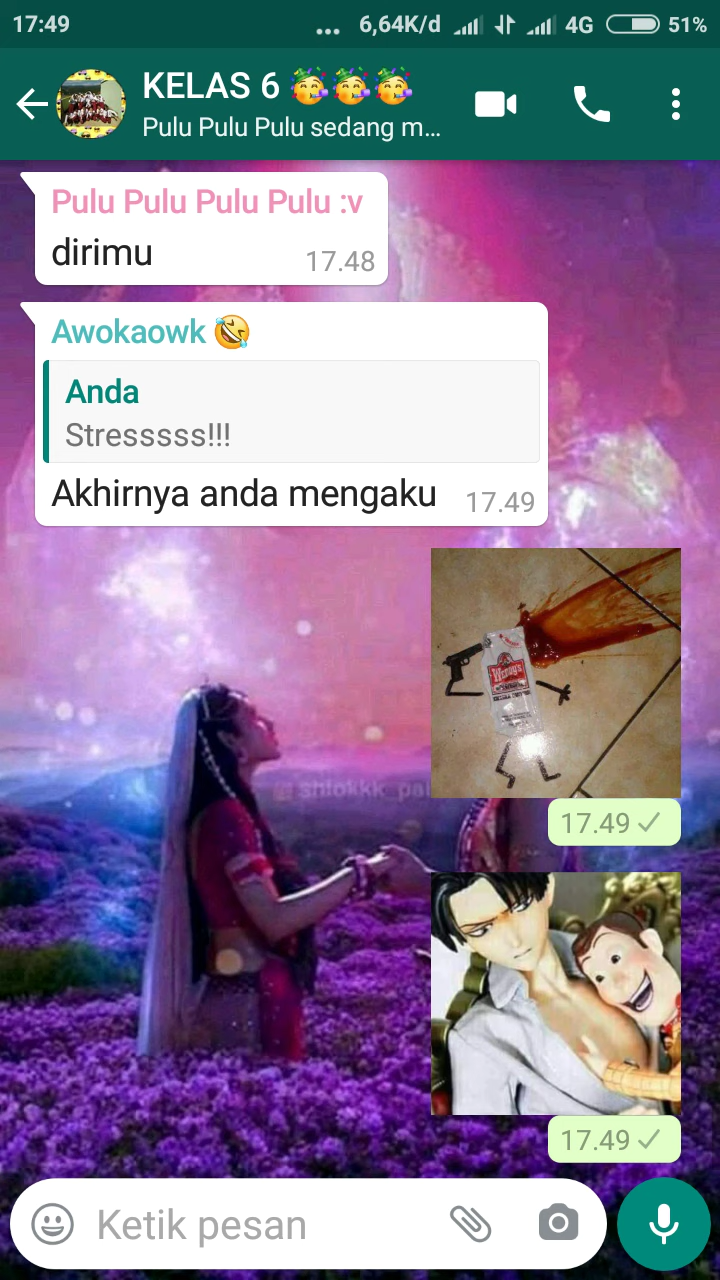 17:49
... 6,64K/d 4G 51%
KELAS 6 🥳🥳🥳
Pulu Pulu Pulu sedang m...
Pulu Pulu Pulu Pulu :v
dirimu
17.48
Awokaowk 🤣
Anda
Stresssss!!!
Akhirnya anda mengaku
17.49
Wendy's
17.49
shlokkk_pa
17.49
Ketik pesan